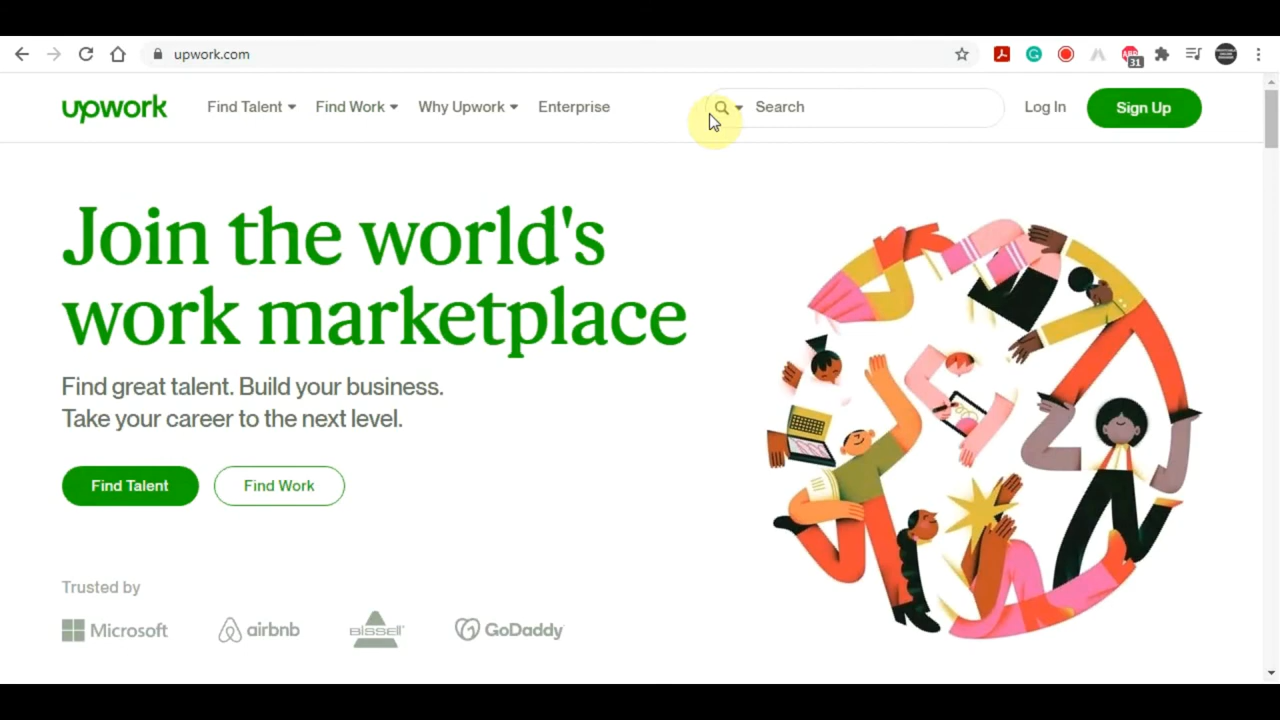 upwork.com
31
upwork Find Talent Find Work Why Upwork Enterprise Search Log In Sign Up
Join the world's
work marketplace
Find great talent. Build your business.
Take your career to the next level.
Find Talent Find Work
Trusted by
Microsoft airbnb BISSELL GoDaddy